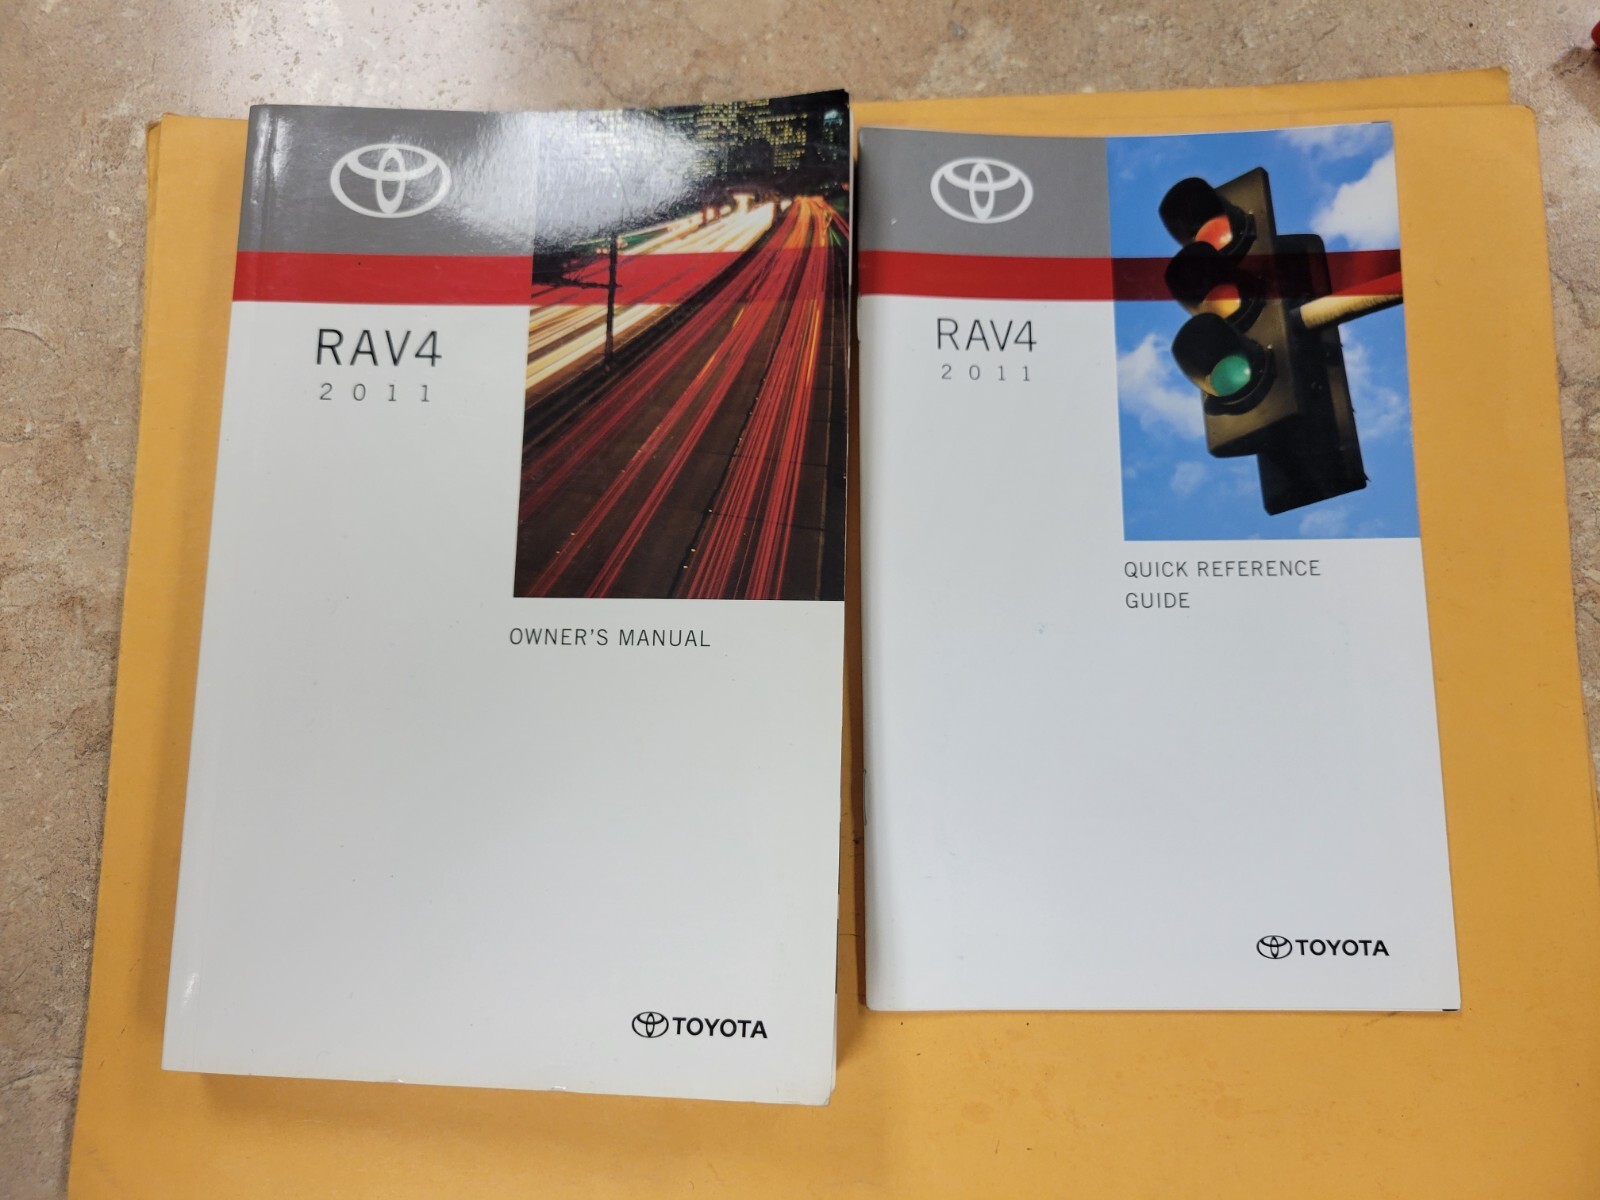 RAV4
2011
OWNER'S MANUAL
TOYOTA
RAV4
2011
QUICK REFERENCE
GUIDE
TOYOTA